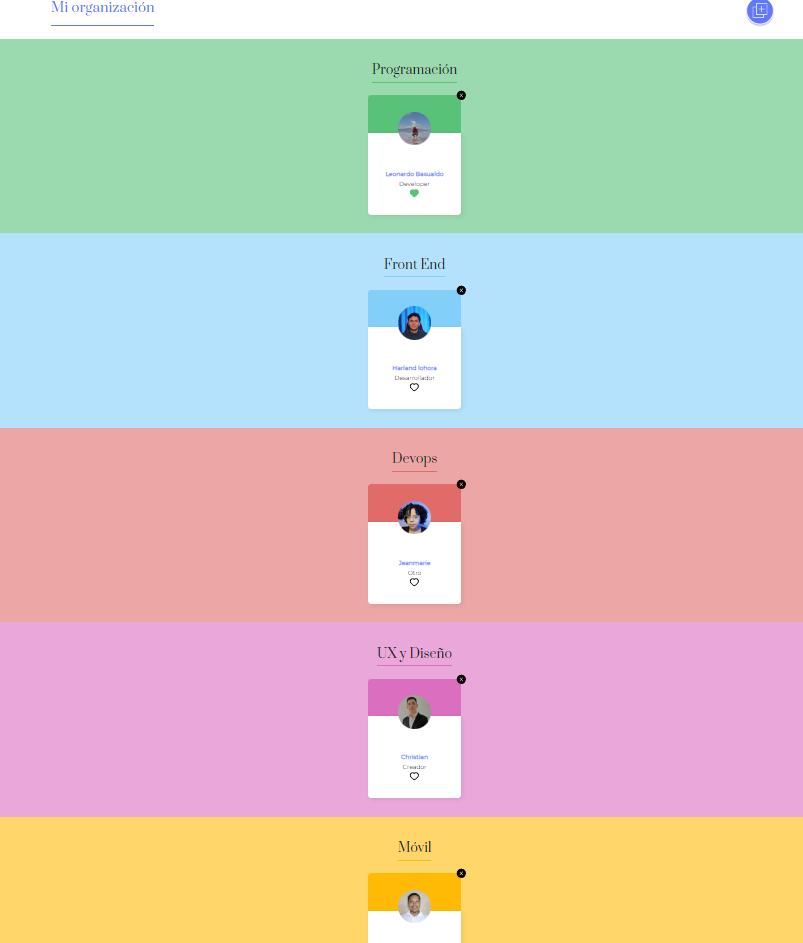 Mi organización
Programación
Leonardo Basualdo
Developer
Front End
Harland lohora
Desarrollador
Devops
Jeanmarie
Otro
UX y Diseño
Christian
Creador
Móvil